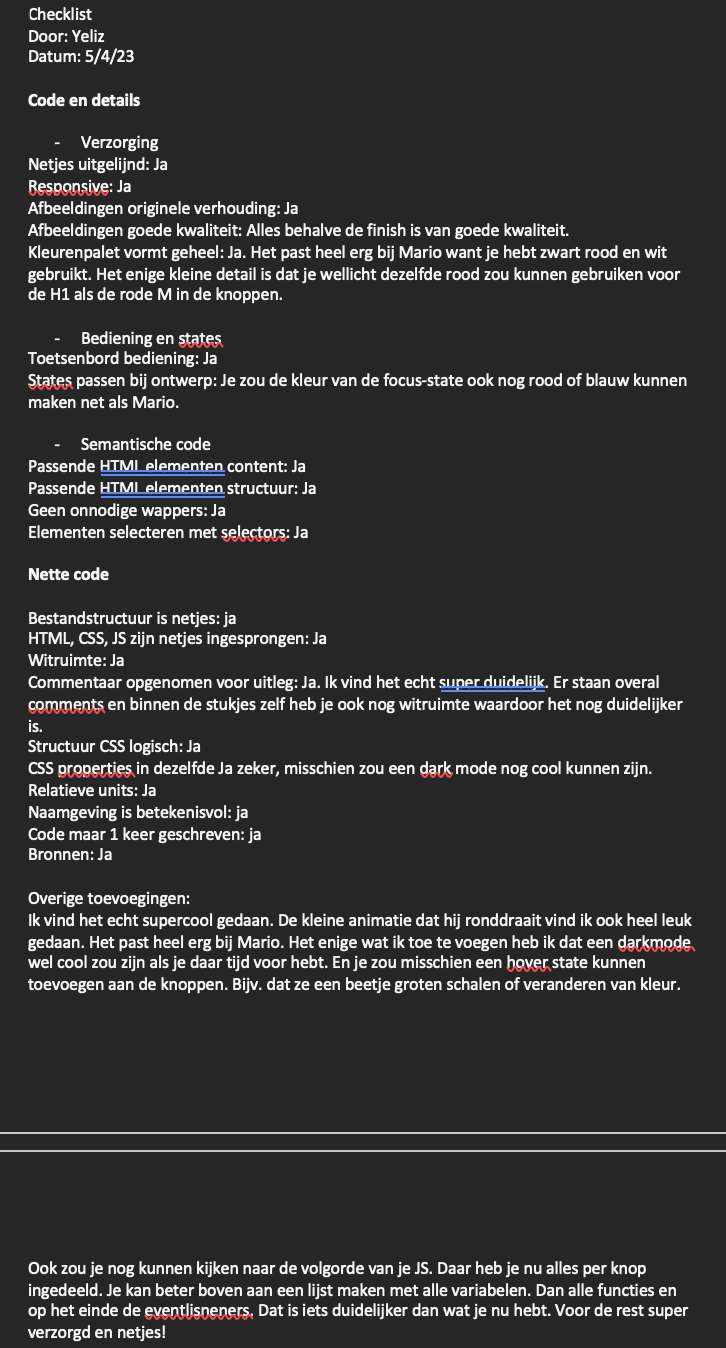 Checklist
Door: Yeliz
Datum: 5/4/23
Code en details
- Verzorging
Netjes uitgelijnd: Ja
Responsive: Ja
Afbeeldingen originele verhouding: Ja
Afbeeldingen goede kwaliteit: Alles behalve de finish is van goede kwaliteit.
Kleurenpalet vormt geheel: Ja. Het past heel erg bij Mario want je hebt zwart rood en wit
gebruikt. Het enige kleine detail is dat je wellicht dezelfde rood zou kunnen gebruiken voor
de H1 als de rode M in de knoppen.
- Bediening en states
Toetsenbord bediening: Ja
States passen bij ontwerp: Je zou de kleur van de focus-state ook nog rood of blauw kunnen
maken net als Mario.
- Semantische code
Passende HTML elementen content: Ja
Passende HTML elementen structuur: Ja
Geen onnodige wappers: Ja
Elementen selecteren met selectors: Ja
Nette code
Bestandstructuur is netjes: ja
HTML, CSS, JS zijn netjes ingesprongen: Ja
Witruimte: Ja
Commentaar opgenomen voor uitleg: Ja. Ik vind het echt super duidelijk. Er staan overal
comments en binnen de stukjes zelf heb je ook nog witruimte waardoor het nog duidelijker
is.
Structuur CSS logisch: Ja
CSS properties in dezelfde Ja zeker, misschien zou een dark mode nog cool kunnen zijn.
Relatieve units: Ja
Naamgeving is betekenisvol: ja
Code maar 1 keer geschreven: ja
Bronnen: Ja
Overige toevoegingen:
Ik vind het echt supercool gedaan. De kleine animatie dat hij ronddraait vind ik ook heel leuk
gedaan. Het past heel erg bij Mario. Het enige wat ik toe te voegen heb ik dat een darkmode
wel cool zou zijn als je daar tijd voor hebt. En je zou misschien een hover state kunnen
toevoegen aan de knoppen. Bijv. dat ze een beetje groten schalen of veranderen van kleur.
Ook zou je nog kunnen kijken naar de volgorde van je JS. Daar heb je nu alles per knop
ingedeeld. Je kan beter boven aan een lijst maken met alle variabelen. Dan alle functies en
op het einde de eventlisneners. Dat is iets duidelijker dan wat je nu hebt. Voor de rest super
verzorgd en netjes!